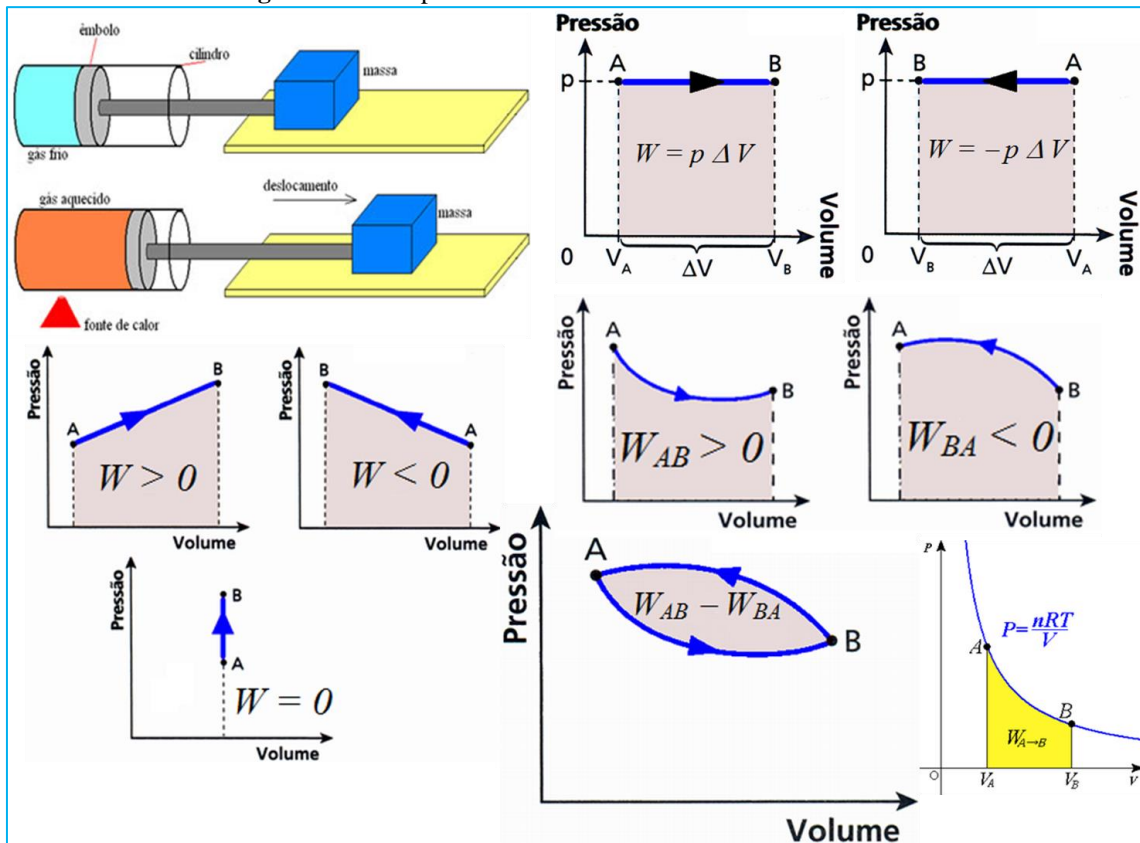 êmbolo
cilindro
massa
gás frio
gás aquecido
deslocamento
massa
fonte de calor
Pressão
p
A
B
W = p Δ V
0
V_A
ΔV
V_B
Volume
Pressão
p
B
A
W = −p Δ V
0
V_B
ΔV
V_A
Volume
Pressão
A
B
W > 0
Volume
Pressão
B
A
W < 0
Volume
Pressão
A
B
W_AB > 0
Volume
Pressão
A
B
W_BA < 0
Volume
Pressão
B
A
W = 0
Volume
Pressão
A
W_AB − W_BA
B
Volume
P
P=nRT/V
A
B
W_A→B
O
V_A
V_B
V